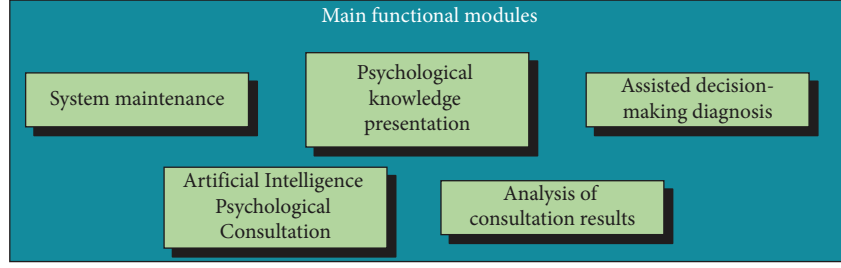 Main functional modules
System maintenance
Psychological
knowledge
presentation
Assisted decision-
making diagnosis
Artificial Intelligence
Psychological
Consultation
Analysis of
consultation results